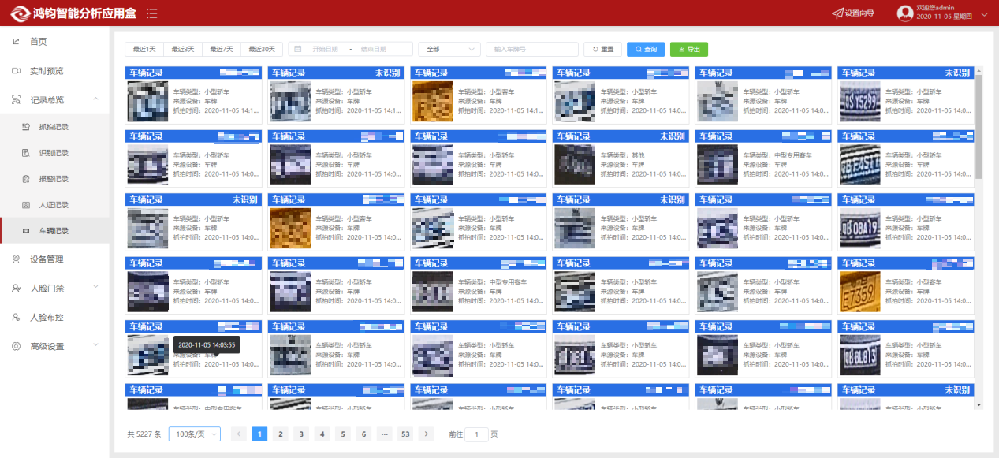 鸿钧智能分析应用盒
设置向导
欢迎您admin
2020-11-05 星期四
首页
实时预览
记录总览
抓拍记录
识别记录
报警记录
人证记录
车辆记录
设备管理
人脸门禁
人脸布控
高级设置
最近1天 最近3天 最近7天 最近30天 开始日期 - 结束日期 全部 输入车牌号 重置 查询 导出
车辆记录 车辆记录 未识别 车辆记录 车辆记录 车辆记录 车辆记录 未识别
车辆类型：小型轿车 车辆类型：小型轿车 车辆类型：小型客车 车辆类型：小型轿车 车辆类型：小型轿车 车辆类型：小型轿车
来源设备：车牌 来源设备：车牌 来源设备：车牌 来源设备：车牌 来源设备：车牌 来源设备：车牌
抓拍时间：2020-11-05 14:1... 抓拍时间：2020-11-05 14:1... 抓拍时间：2020-11-05 14:1... 抓拍时间：2020-11-05 14:0... 抓拍时间：2020-11-05 14:0... 抓拍时间：2020-11-05 14:0...
车辆记录 车辆记录 车辆记录 车辆记录 未识别 车辆记录 车辆记录
车辆类型：小型轿车 车辆类型：小型轿车 车辆类型：小型轿车 车辆类型：其他 车辆类型：中型专用客车 车辆类型：小型轿车
来源设备：车牌 来源设备：车牌 来源设备：车牌 来源设备：车牌 来源设备：车牌 来源设备：车牌
抓拍时间：2020-11-05 14:0... 抓拍时间：2020-11-05 14:0... 抓拍时间：2020-11-05 14:0... 抓拍时间：2020-11-05 14:0... 抓拍时间：2020-11-05 14:0... 抓拍时间：2020-11-05 14:0...
车辆记录 未识别 车辆记录 车辆记录 车辆记录 未识别 车辆记录 车辆记录
车辆类型：小型轿车 车辆类型：小型客车 车辆类型：小型轿车 车辆类型：小型轿车 车辆类型：小型轿车 车辆类型：小型轿车
来源设备：车牌 来源设备：车牌 来源设备：车牌 来源设备：车牌 来源设备：车牌 来源设备：车牌
抓拍时间：2020-11-05 14:0... 抓拍时间：2020-11-05 14:0... 抓拍时间：2020-11-05 14:0... 抓拍时间：2020-11-05 14:0... 抓拍时间：2020-11-05 14:0... 抓拍时间：2020-11-05 14:0...
车辆记录 车辆记录 车辆记录 车辆记录 车辆记录 车辆记录
车辆类型：小型轿车 车辆类型：小型轿车 车辆类型：中型专用客车 车辆类型：小型轿车 车辆类型：小型轿车 E7359 车辆类型：小型客车
来源设备：车牌 来源设备：车牌 来源设备：车牌 来源设备：车牌 来源设备：车牌 来源设备：车牌
抓拍时间：2020-11-05 14:0... 抓拍时间：2020-11-05 14:0... 抓拍时间：2020-11-05 14:0... 抓拍时间：2020-11-05 14:0... 抓拍时间：2020-11-05 14:0... 抓拍时间：2020-11-05 14:0...
车辆记录 车辆记录 车辆记录 车辆记录 车辆记录 车辆记录
2020-11-05 14:03:55 车辆类型：小型轿车 车辆类型：小型轿车 车辆类型：小型轿车 车辆类型：小型轿车 车辆类型：小型轿车
来源设备：车牌 来源设备：车牌 来源设备：车牌 来源设备：车牌 来源设备：车牌 来源设备：车牌
抓拍时间：2020-11-05 14:0... 抓拍时间：2020-11-05 14:0... 抓拍时间：2020-11-05 14:0... 抓拍时间：2020-11-05 14:0... 抓拍时间：2020-11-05 14:0... 抓拍时间：2020-11-05 14:0...
车辆记录 车辆记录 车辆记录 车辆记录 车辆记录 车辆记录 未识别
车辆类型：中型专用客车 车辆类型：小型轿车 车辆类型：小型轿车 车辆类型：小型轿车 车辆类型：小型轿车 车辆类型：小型轿车
共 5227 条 100条/页 1 2 3 4 5 6 ... 53 前往 1 页